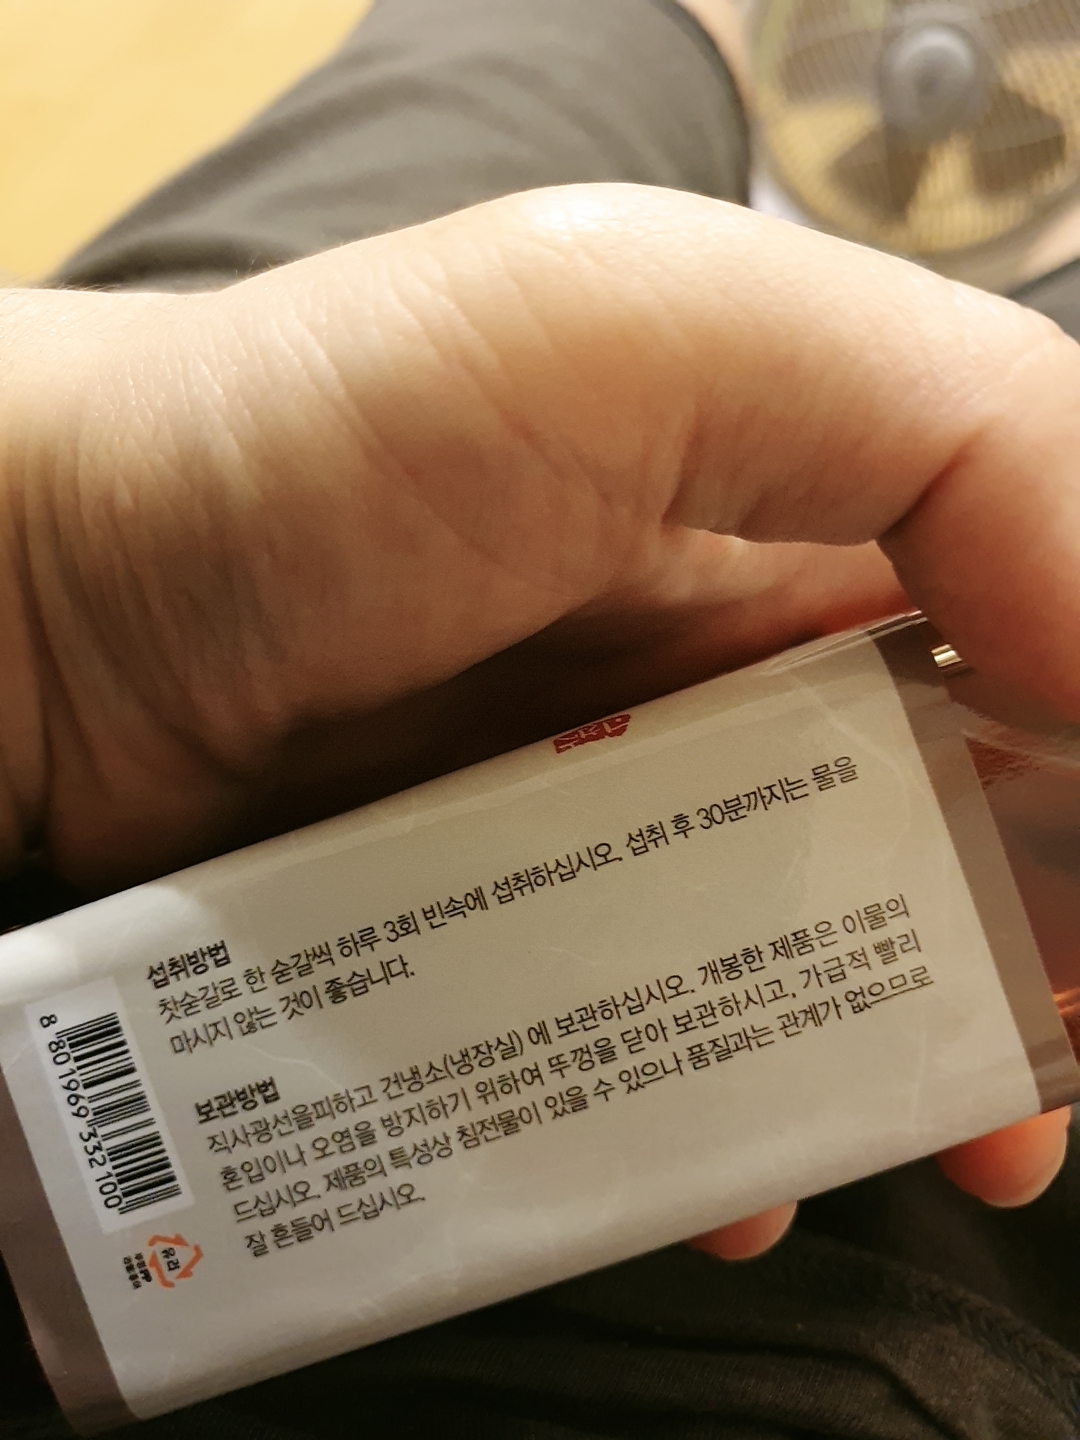 섭취방법
찻숟갈로 한 숟갈씩 하루 3회 빈속에 섭취하십시오. 섭취 후 30분까지는 물을
마시지 않는 것이 좋습니다.
보관방법
직사광선을피하고 건냉소(냉장실) 에 보관하십시오. 개봉한 제품은 이물의
혼입이나 오염을 방지하기 위하여 뚜껑을 닫아 보관하시고, 가급적 빨리
드십시오. 제품의 특성상 침전물이 있을 수 있으나 품질과는 관계가 없으므로
잘 흔들어 드십시오.
8 801969 332100
유리